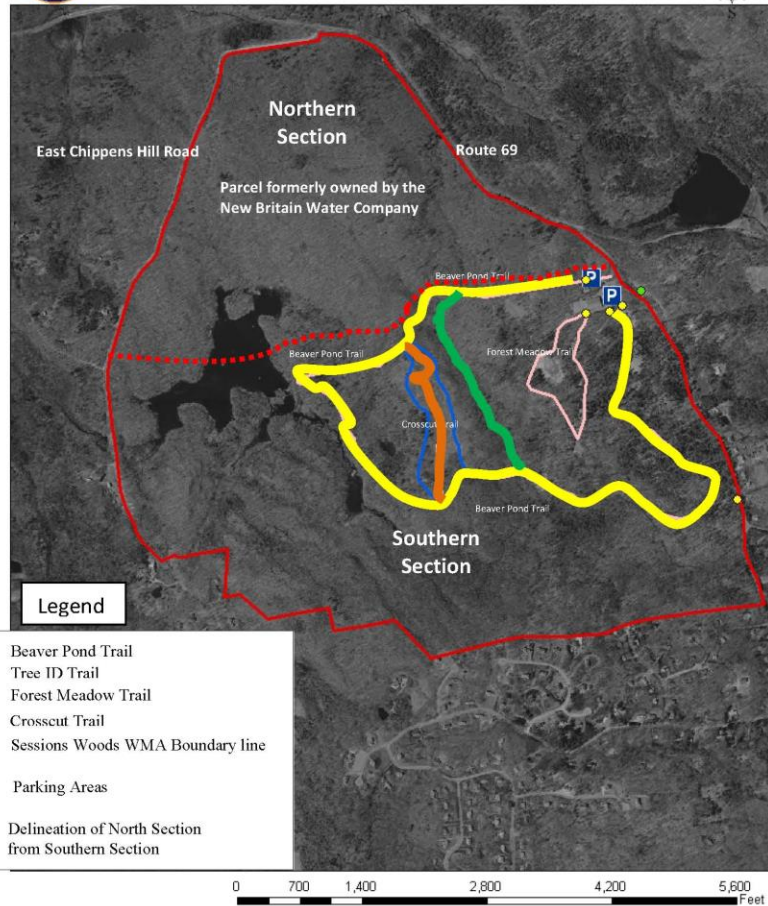 Northern
Section
East Chippens Hill Road
Route 69
Parcel formerly owned by the
New Britain Water Company
Beaver Pond Trail
P
P
Beaver Pond Trail
Forest Meadow Trail
Crosscut Trail
Beaver Pond Trail
Southern
Section
Legend
Beaver Pond Trail
Tree ID Trail
Forest Meadow Trail
Crosscut Trail
Sessions Woods WMA Boundary line
Parking Areas
Delineation of North Section
from Southern Section
0 700 1,400 2,800 4,200 5,600
Feet